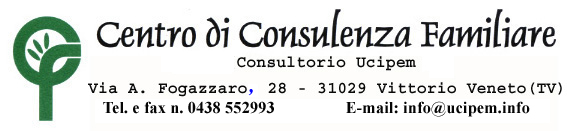 Centro di Consulenza Familiare
Consultorio Ucipem
Via A. Fogazzaro, 28 - 31029 Vittorio Veneto(TV)
Tel. e fax n. 0438 552993 E-mail: info@ucipem.info